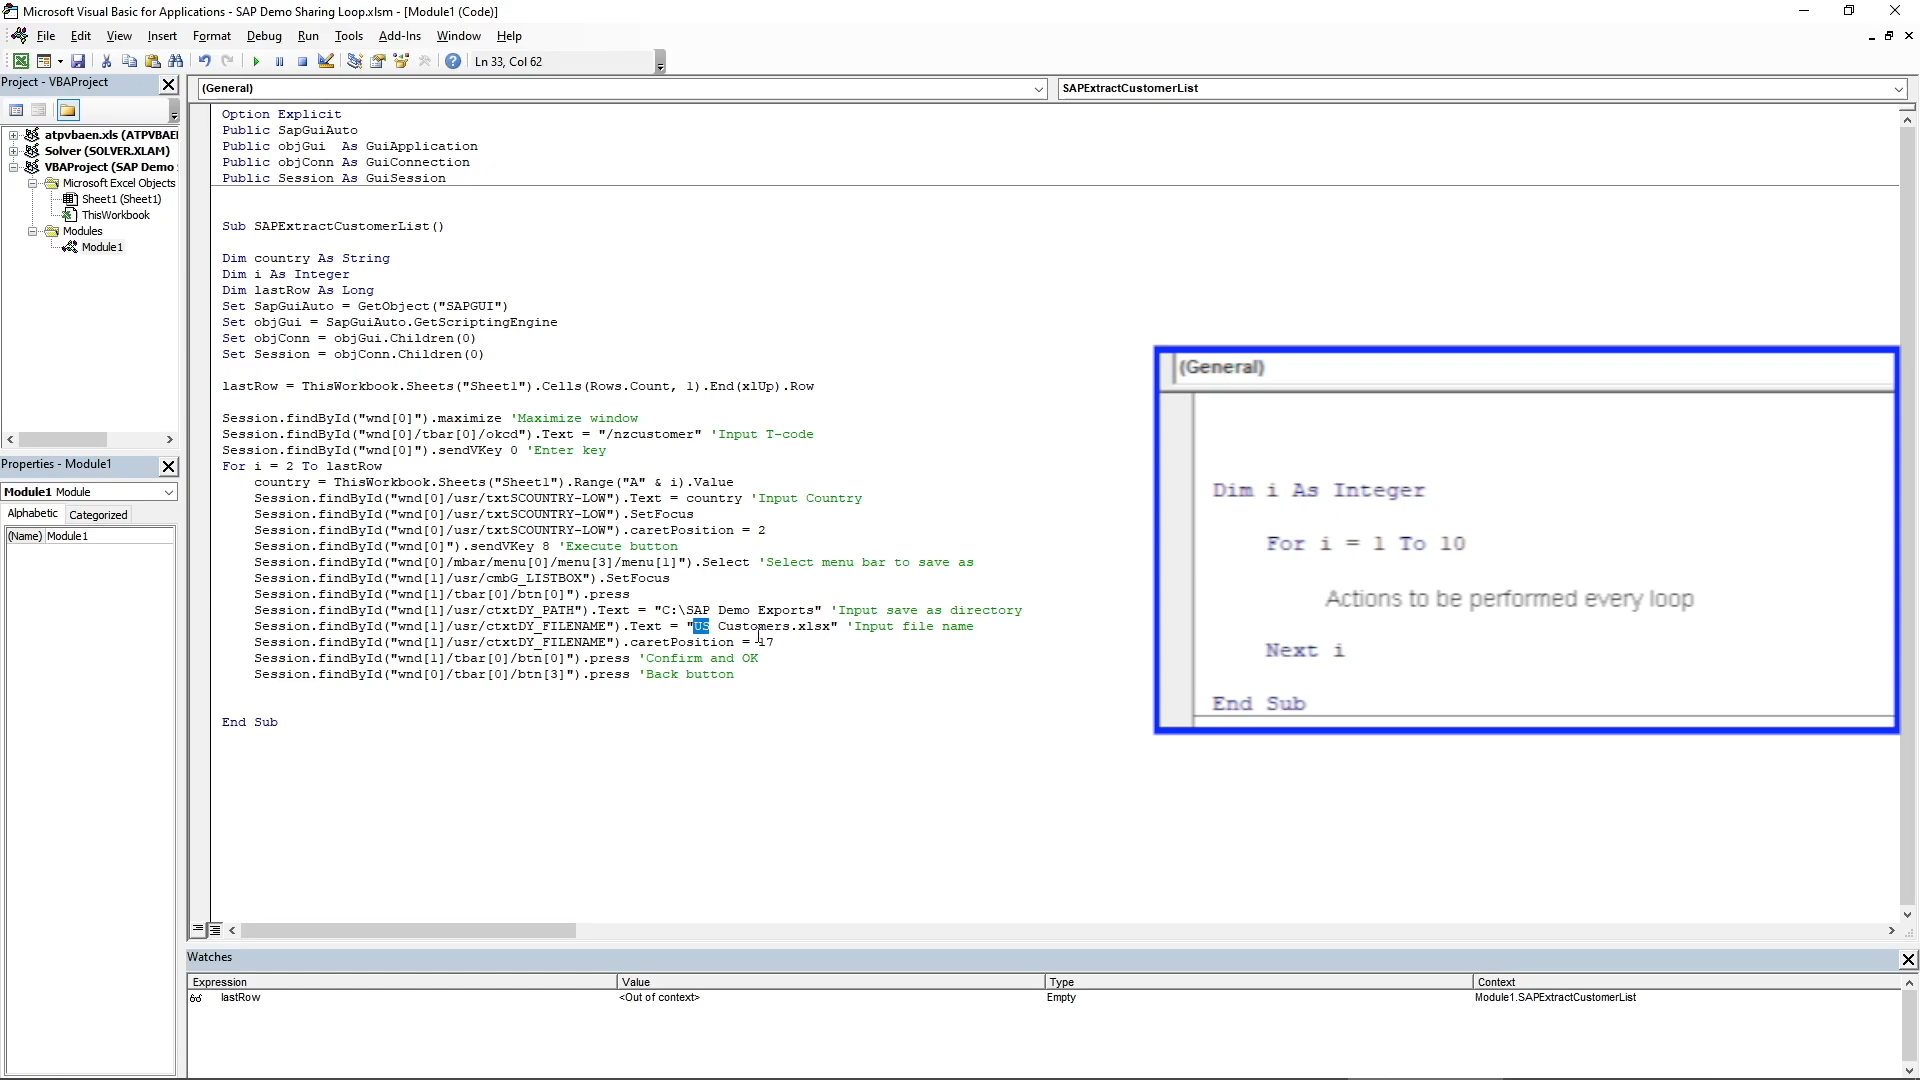 Microsoft Visual Basic for Applications - SAP Demo Sharing Loop.xlsm - [Module1 (Code)]
File Edit View Insert Format Debug Run Tools Add-Ins Window Help
Ln 33, Col 62
Project - VBAProject
(General)
SAPExtractCustomerList
atpvbaen.xls (ATPVBAE
Solver (SOLVER.XLAM)
VBAProject (SAP Demo
Microsoft Excel Objects
Sheet1 (Sheet1)
ThisWorkbook
Modules
Module1
Properties - Module1
Module1 Module
Alphabetic Categorized
(Name) Module1
Option Explicit
Public SapGuiAuto
Public objGui  As GuiApplication
Public objConn As GuiConnection
Public Session As GuiSession
Sub SAPExtractCustomerList()
Dim country As String
Dim i As Integer
Dim lastRow As Long
Set SapGuiAuto = GetObject("SAPGUI")
Set objGui = SapGuiAuto.GetScriptingEngine
Set objConn = objGui.Children(0)
Set Session = objConn.Children(0)
lastRow = ThisWorkbook.Sheets("Sheet1").Cells(Rows.Count, 1).End(xlUp).Row
Session.findById("wnd[0]").maximize 'Maximize window
Session.findById("wnd[0]/tbar[0]/okcd").Text = "/nzcustomer" 'Input T-code
Session.findById("wnd[0]").sendVKey 0 'Enter key
For i = 2 To lastRow
country = ThisWorkbook.Sheets("Sheet1").Range("A" & i).Value
Session.findById("wnd[0]/usr/txtSCOUNTRY-LOW").Text = country 'Input Country
Session.findById("wnd[0]/usr/txtSCOUNTRY-LOW").SetFocus
Session.findById("wnd[0]/usr/txtSCOUNTRY-LOW").caretPosition = 2
Session.findById("wnd[0]").sendVKey 8 'Execute button
Session.findById("wnd[0]/mbar/menu[0]/menu[3]/menu[1]").Select 'Select menu bar to save as
Session.findById("wnd[1]/usr/cmbG_LISTBOX").SetFocus
Session.findById("wnd[1]/tbar[0]/btn[0]").press
Session.findById("wnd[1]/usr/ctxtDY_PATH").Text = "C:\SAP Demo Exports" 'Input save as directory
Session.findById("wnd[1]/usr/ctxtDY_FILENAME").Text = "US Customers.xlsx" 'Input file name
Session.findById("wnd[1]/usr/ctxtDY_FILENAME").caretPosition = 17
Session.findById("wnd[1]/tbar[0]/btn[0]").press 'Confirm and OK
Session.findById("wnd[0]/tbar[0]/btn[3]").press 'Back button
End Sub
(General)
Dim i As Integer
For i = 1 To 10
Actions to be performed every loop
Next i
End Sub
Watches
Expression Value Type Context
lastRow <Out of context> Empty Module1.SAPExtractCustomerList